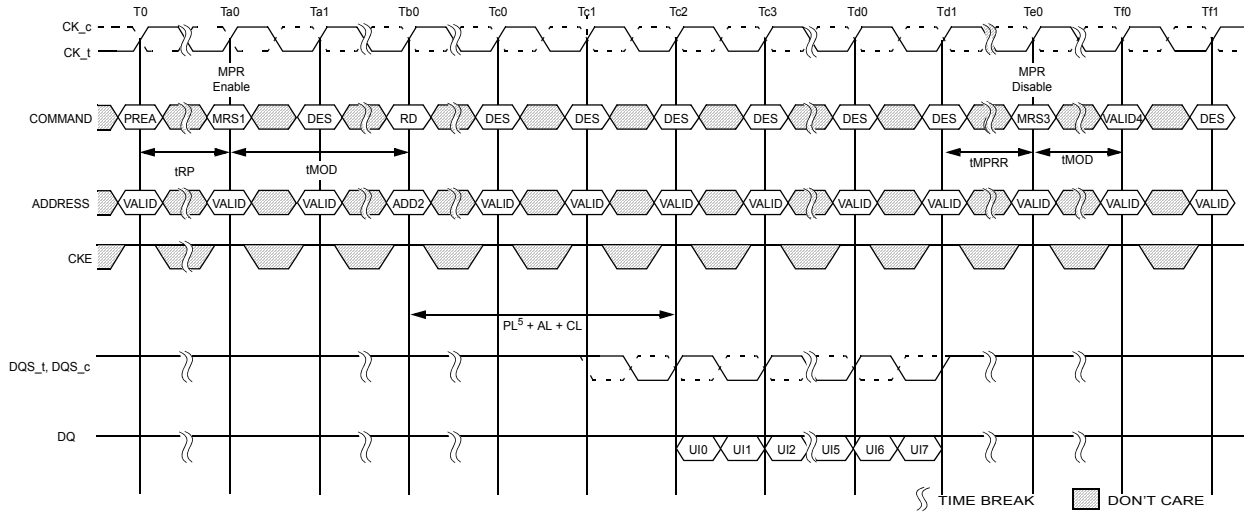 T0 Ta0 Ta1 Tb0 Tc0 Tc1 Tc2 Tc3 Td0 Td1 Te0 Tf0 Tf1
CK_c
CK_t
MPR Enable
MPR Disable
COMMAND PREA MRS1 DES RD DES DES DES DES DES DES MRS3 VALID4 DES
tRP tMOD tMPRR tMOD
ADDRESS VALID VALID VALID ADD2 VALID VALID VALID VALID VALID VALID VALID VALID VALID
CKE
PL5 + AL + CL
DQS_t, DQS_c
DQ UI0 UI1 UI2 UI5 UI6 UI7
TIME BREAK DON'T CARE